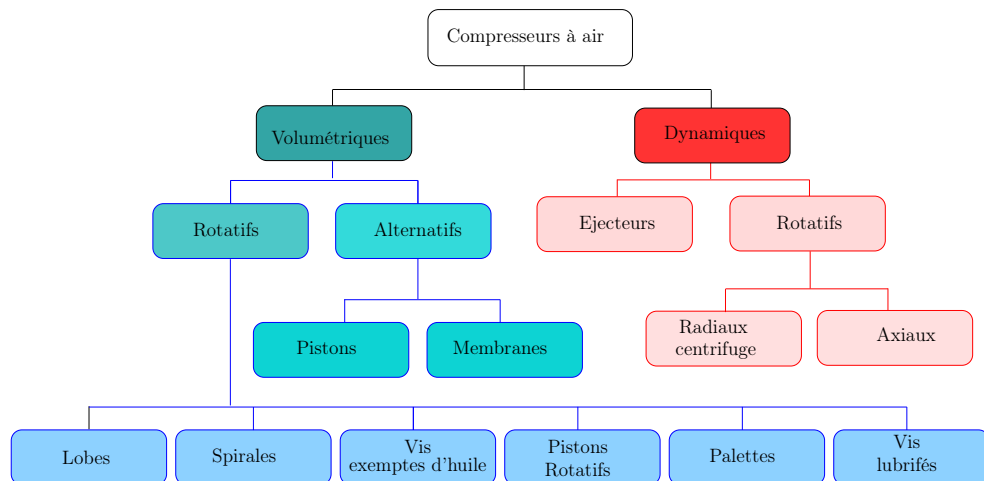 Compresseurs à air
Volumétriques
Dynamiques
Rotatifs
Alternatifs
Ejecteurs
Rotatifs
Pistons
Membranes
Radiaux
centrifuge
Axiaux
Lobes
Spirales
Vis
exemptes d'huile
Pistons
Rotatifs
Palettes
Vis
lubrifés